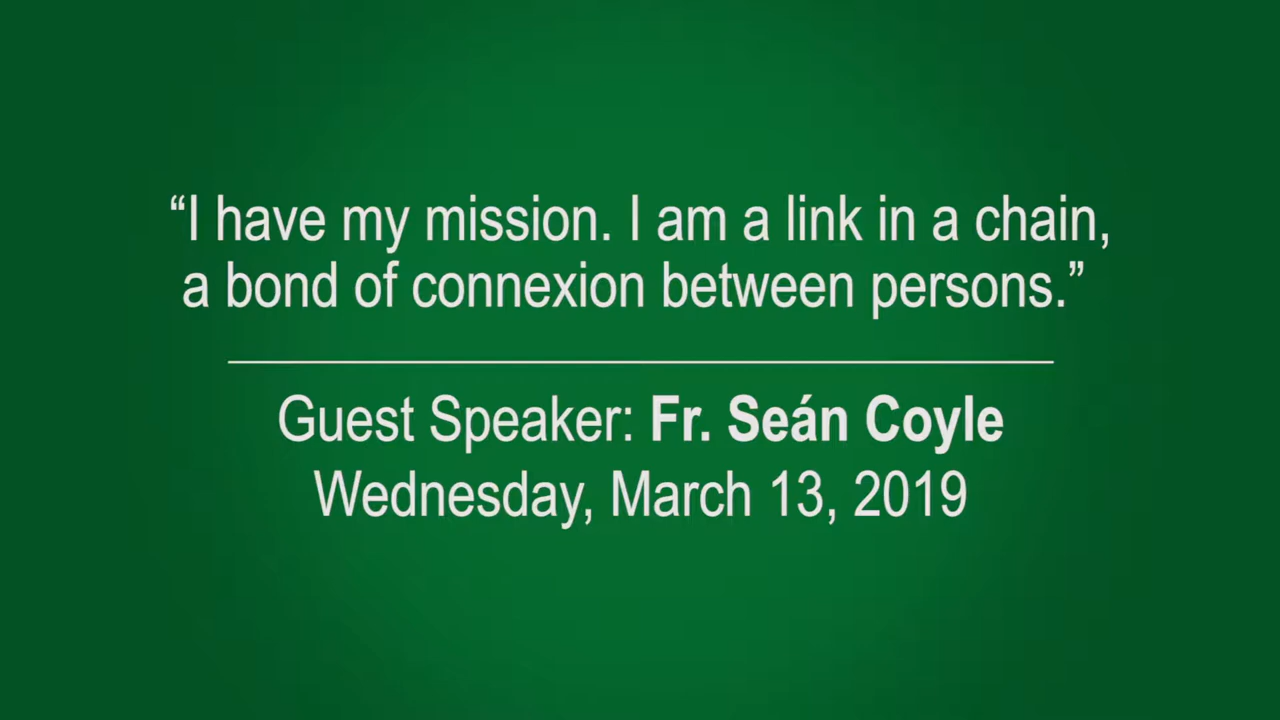 “I have my mission. I am a link in a chain,
a bond of connexion between persons.”
Guest Speaker: Fr. Seán Coyle
Wednesday, March 13, 2019